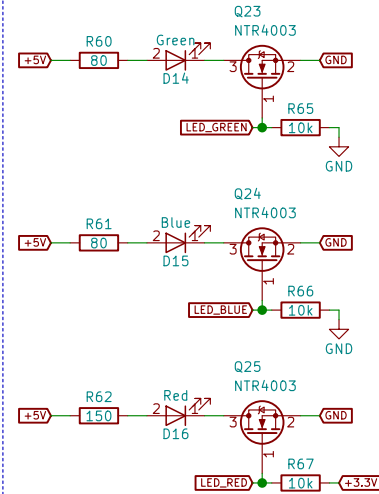 Q23
NTR4003
R60
Green
+5V
80
2
1
3
2
GND
D14
1
R65
LED_GREEN
10k
GND
Q24
NTR4003
R61
Blue
+5V
80
2
1
3
2
GND
D15
1
R66
LED_BLUE
10k
GND
Q25
NTR4003
R62
Red
+5V
150
2
1
3
2
GND
D16
1
R67
LED_RED
10k
+3.3V